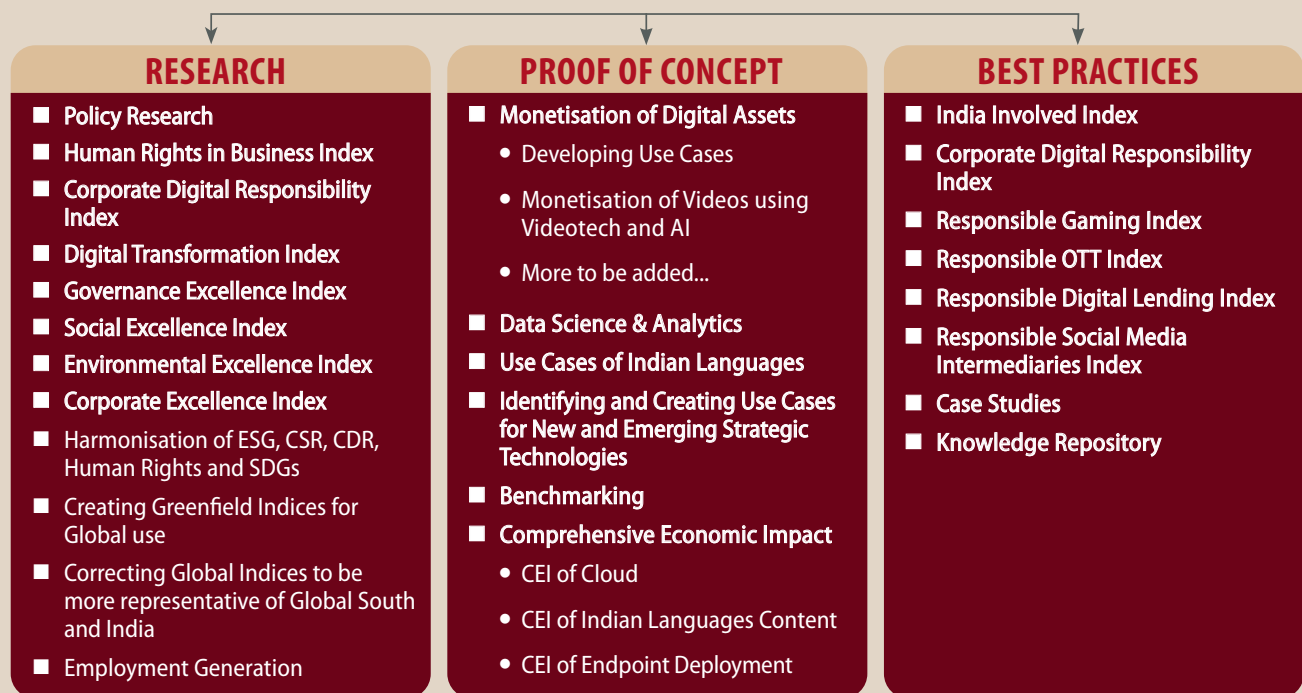 RESEARCH
■ Policy Research
■ Human Rights in Business Index
■ Corporate Digital Responsibility
Index
■ Digital Transformation Index
■ Governance Excellence Index
■ Social Excellence Index
■ Environmental Excellence Index
■ Corporate Excellence Index
■ Harmonisation of ESG, CSR, CDR,
Human Rights and SDGs
■ Creating Greenfield Indices for
Global use
■ Correcting Global Indices to be
more representative of Global South
and India
■ Employment Generation
PROOF OF CONCEPT
■ Monetisation of Digital Assets
• Developing Use Cases
• Monetisation of Videos using
Videotech and AI
• More to be added...
■ Data Science & Analytics
■ Use Cases of Indian Languages
■ Identifying and Creating Use Cases
for New and Emerging Strategic
Technologies
■ Benchmarking
■ Comprehensive Economic Impact
• CEI of Cloud
• CEI of Indian Languages Content
• CEI of Endpoint Deployment
BEST PRACTICES
■ India Involved Index
■ Corporate Digital Responsibility
Index
■ Responsible Gaming Index
■ Responsible OTT Index
■ Responsible Digital Lending Index
■ Responsible Social Media
Intermediaries Index
■ Case Studies
■ Knowledge Repository